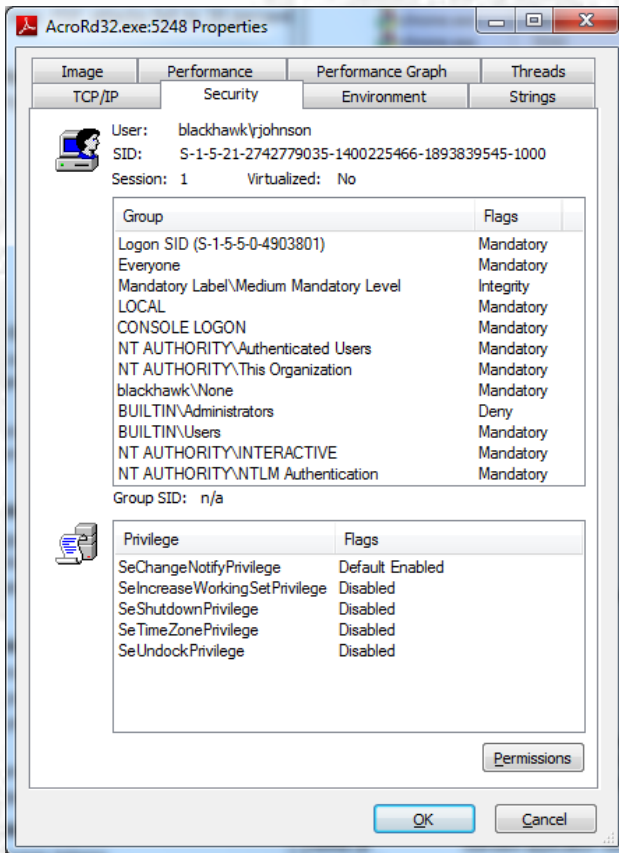 AcroRd32.exe:5248 Properties
Image Performance Performance Graph Threads
TCP/IP Security Environment Strings
User: blackhawk\rjohnson
SID: S-1-5-21-2742779035-1400225466-1893839545-1000
Session: 1 Virtualized: No
Group Flags
Logon SID (S-1-5-5-0-4903801) Mandatory
Everyone Mandatory
Mandatory Label\Medium Mandatory Level Integrity
LOCAL Mandatory
CONSOLE LOGON Mandatory
NT AUTHORITY\Authenticated Users Mandatory
NT AUTHORITY\This Organization Mandatory
blackhawk\None Mandatory
BUILTIN\Administrators Deny
BUILTIN\Users Mandatory
NT AUTHORITY\INTERACTIVE Mandatory
NT AUTHORITY\NTLM Authentication Mandatory
Group SID: n/a
Privilege Flags
SeChangeNotifyPrivilege Default Enabled
SeIncreaseWorkingSetPrivilege Disabled
SeShutdownPrivilege Disabled
SeTimeZonePrivilege Disabled
SeUndockPrivilege Disabled
Permissions
OK Cancel